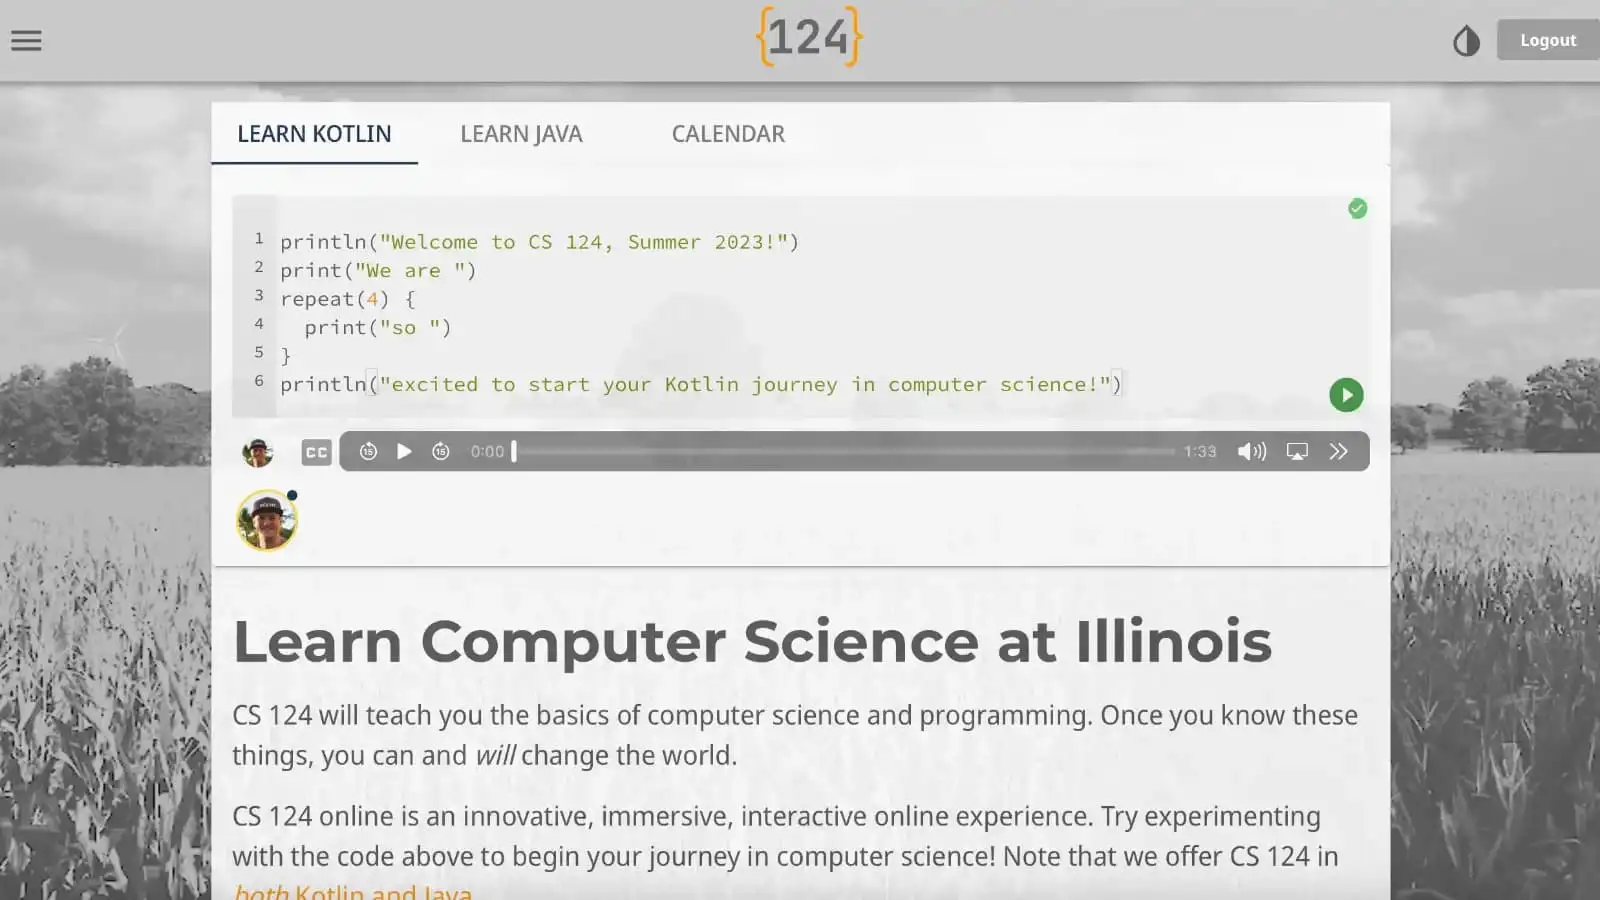 {124}
Logout
LEARN KOTLIN
LEARN JAVA
CALENDAR
1 println("Welcome to CS 124, Summer 2023!")
2 print("We are ")
3 repeat(4) {
4 print("so ")
5 }
6 println("excited to start your Kotlin journey in computer science!")
CC
15
15
0:00
1:33
Learn Computer Science at Illinois
CS 124 will teach you the basics of computer science and programming. Once you know these
things, you can and will change the world.
CS 124 online is an innovative, immersive, interactive online experience. Try experimenting
with the code above to begin your journey in computer science! Note that we offer CS 124 in
both Kotlin and Java